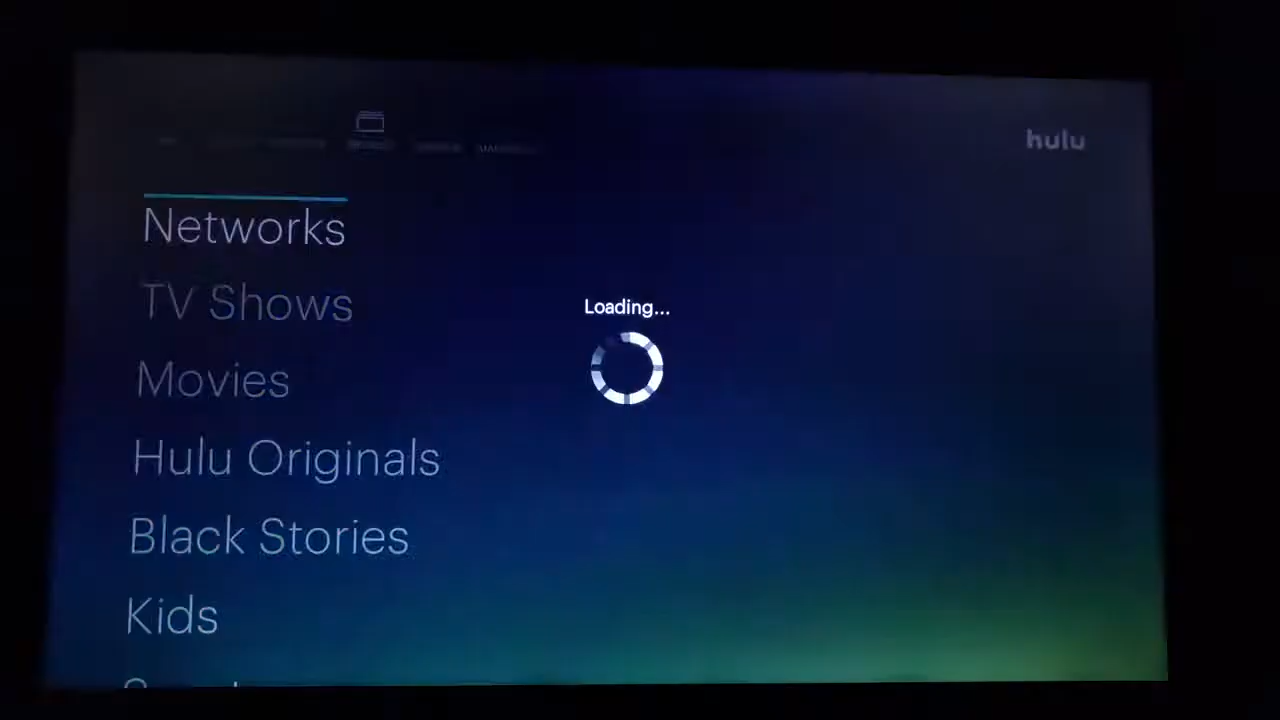 hulu
Networks
TV Shows
Loading...
Movies
Hulu Originals
Black Stories
Kids